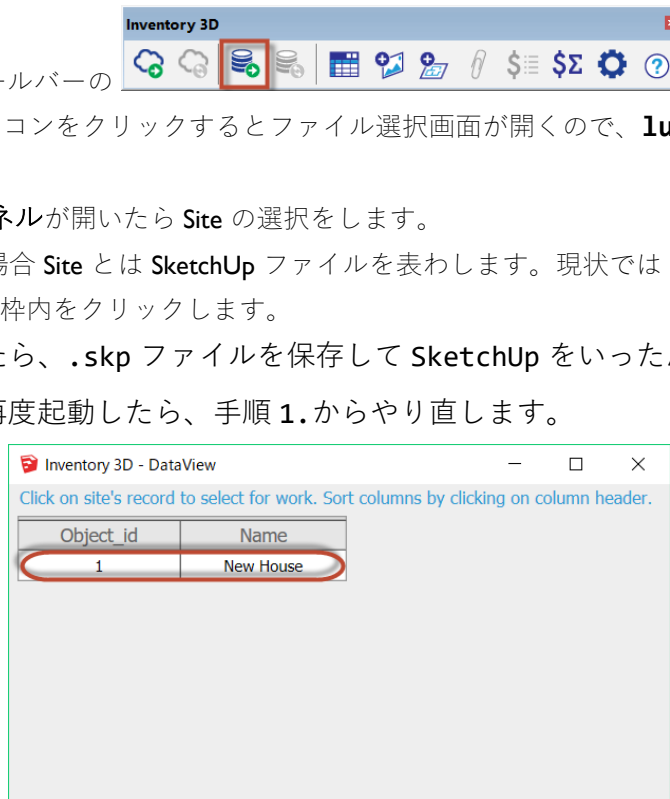 Inventory 3D
ールバーの
コンをクリックするとファイル選択画面が開くので、lu
ネルが開いたら Site の選択をします。
場合 Site とは SketchUp ファイルを表わします。現状では
枠内をクリックします。
たら、.skp ファイルを保存して SketchUp をいった
再度起動したら、手順 1.からやり直します。
Inventory 3D - DataView
Click on site's record to select for work. Sort columns by clicking on column header.
Object_id Name
1 New House